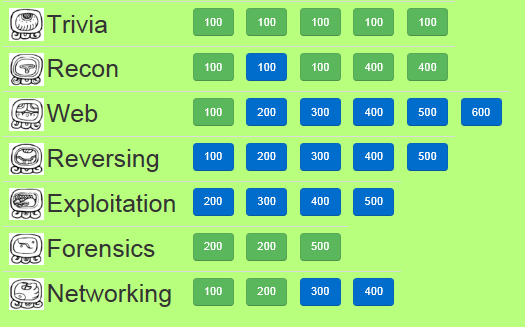 Trivia 100 100 100 100 100
Recon 100 100 100 400 400
Web 100 200 300 400 500 600
Reversing 100 200 300 400 500
Exploitation 200 300 400 500
Forensics 200 200 500
Networking 100 200 300 400